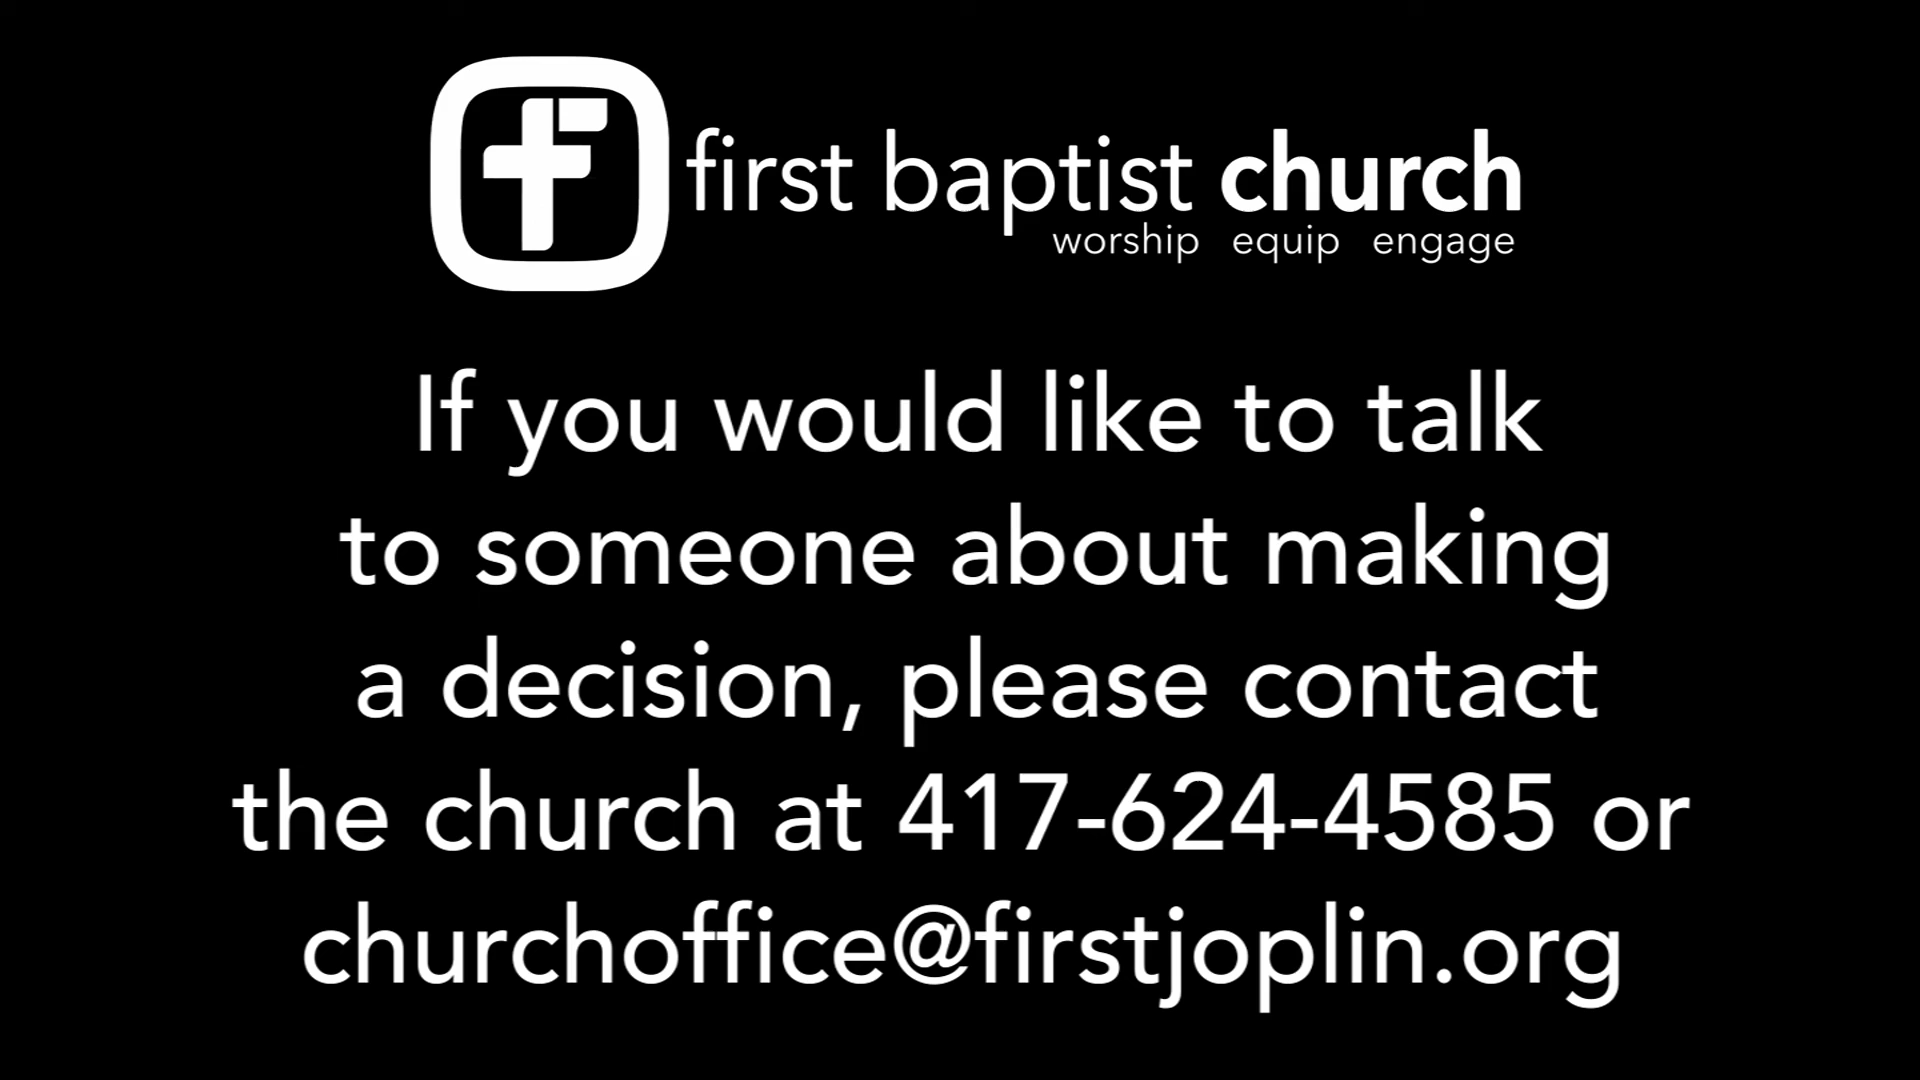 first baptist church
worship equip engage
If you would like to talk
to someone about making
a decision, please contact
the church at 417-624-4585 or
churchoffice@firstjoplin.org